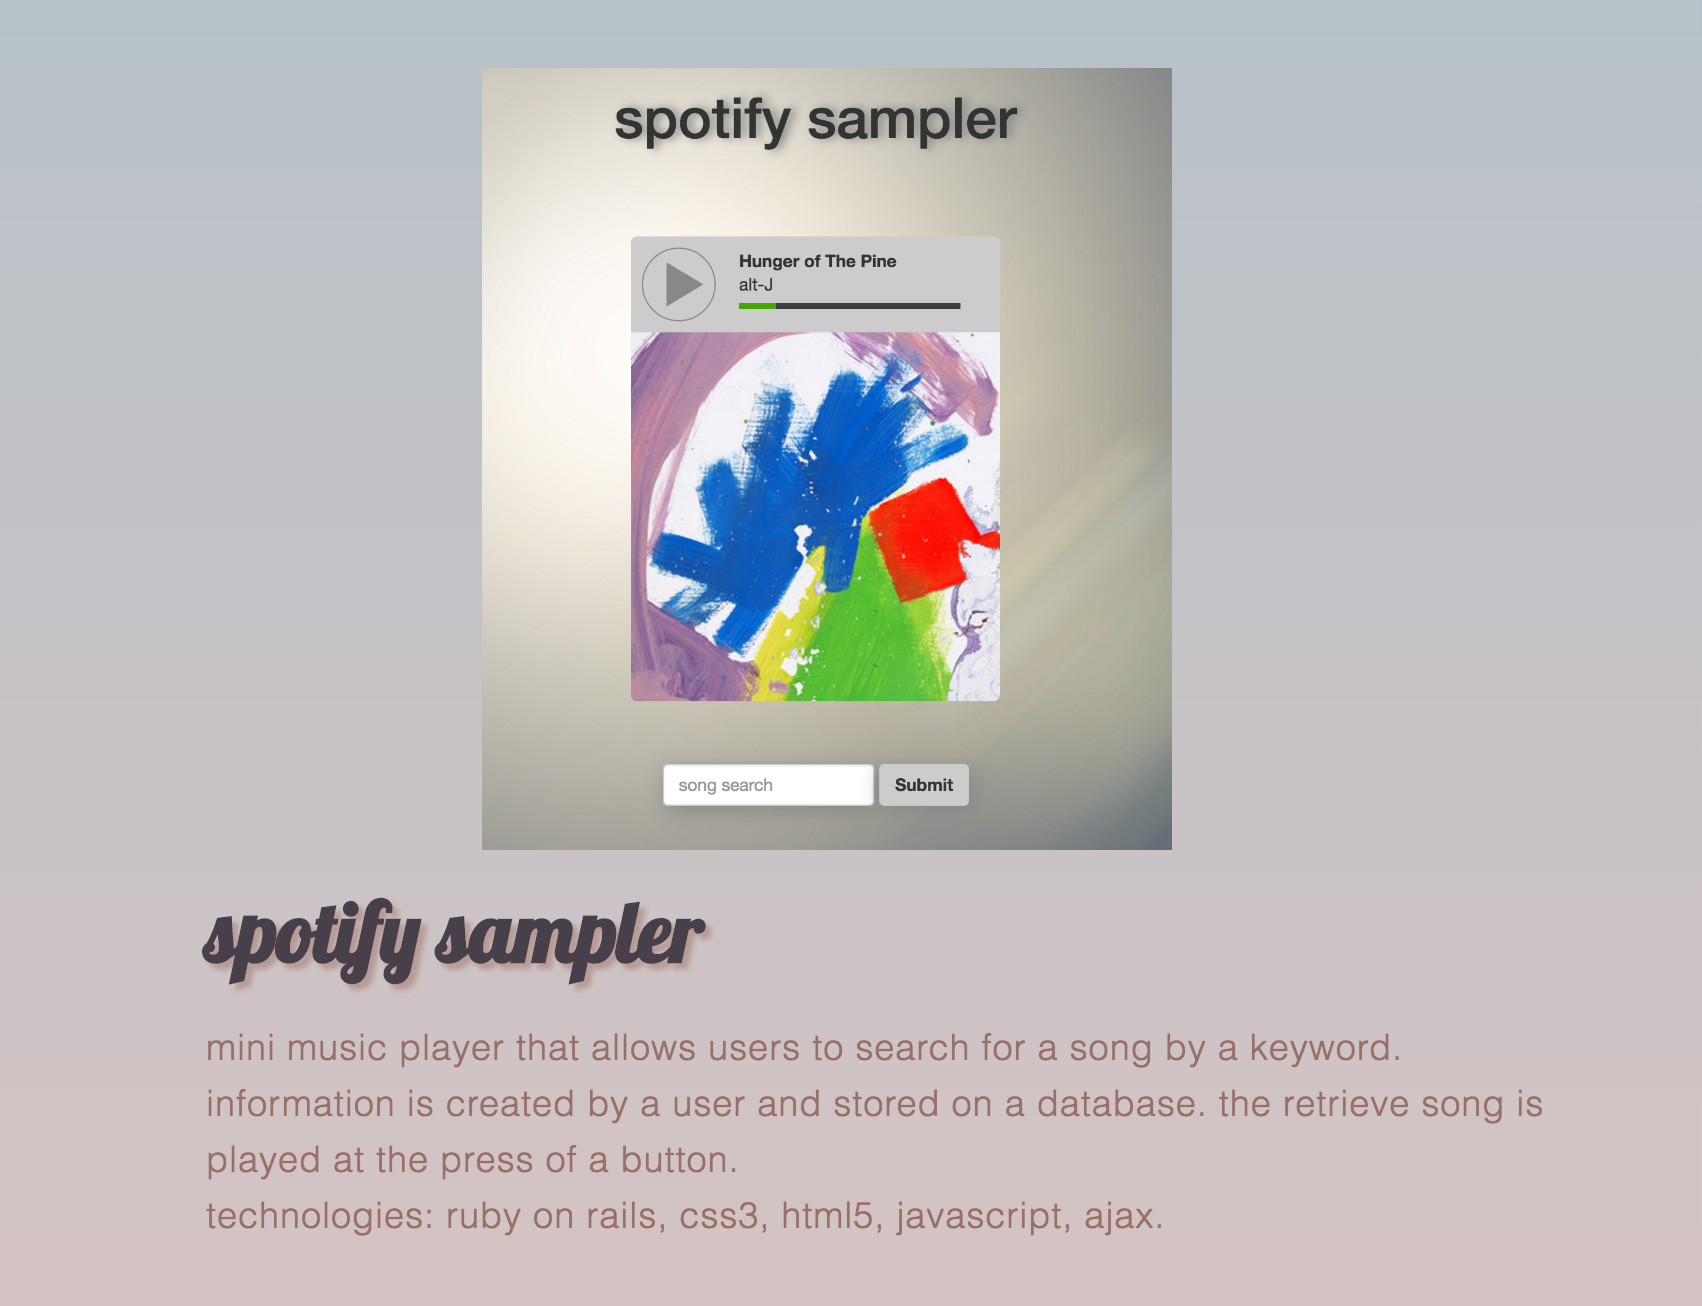 spotify sampler
Hunger of The Pine
alt-J
song search
Submit
spotify sampler
mini music player that allows users to search for a song by a keyword.
information is created by a user and stored on a database. the retrieve song is
played at the press of a button.
technologies: ruby on rails, css3, html5, javascript, ajax.